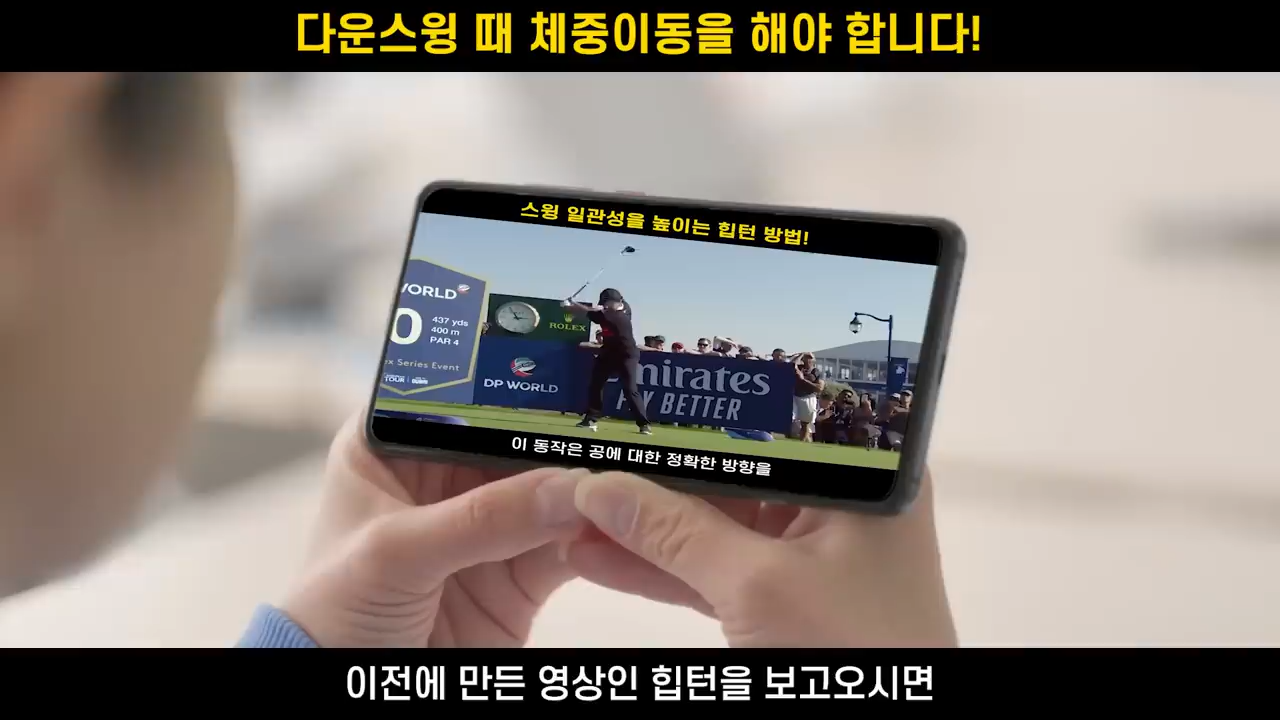 다운스윙 때 체중이동을 해야 합니다!
스윙 일관성을 높이는 힙턴 방법!
WORLD
0
437 yds
400 m
PAR 4
ex Series Event
TOUR
ROLEX
DP WORLD
Emirates
FLY BETTER
이 동작은 공에 대한 정확한 방향을
이전에 만든 영상인 힙턴을 보고오시면